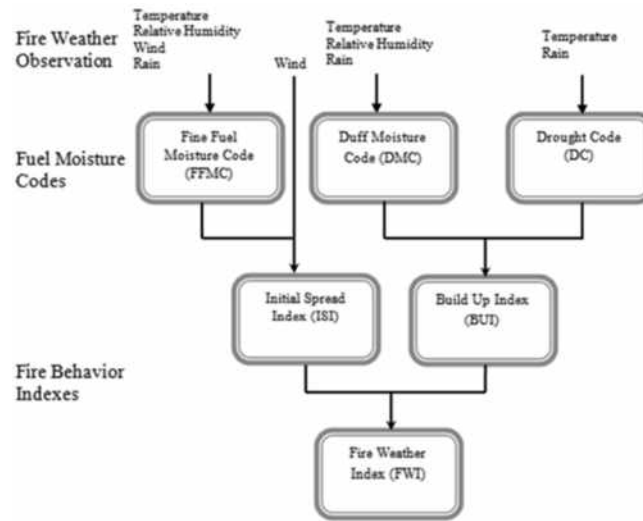 Fire Weather
Observation
Temperature
Relative Humidity
Wind
Rain
Wind
Temperature
Relative Humidity
Rain
Temperature
Rain
Fuel Moisture
Codes
Fine Fuel
Moisture Code
(FFMC)
Duff Moisture
Code (DMC)
Drought Code
(DC)
Initial Spread
Index (ISI)
Build Up Index
(BUI)
Fire Behavior
Indexes
Fire Weather
Index (FWI)